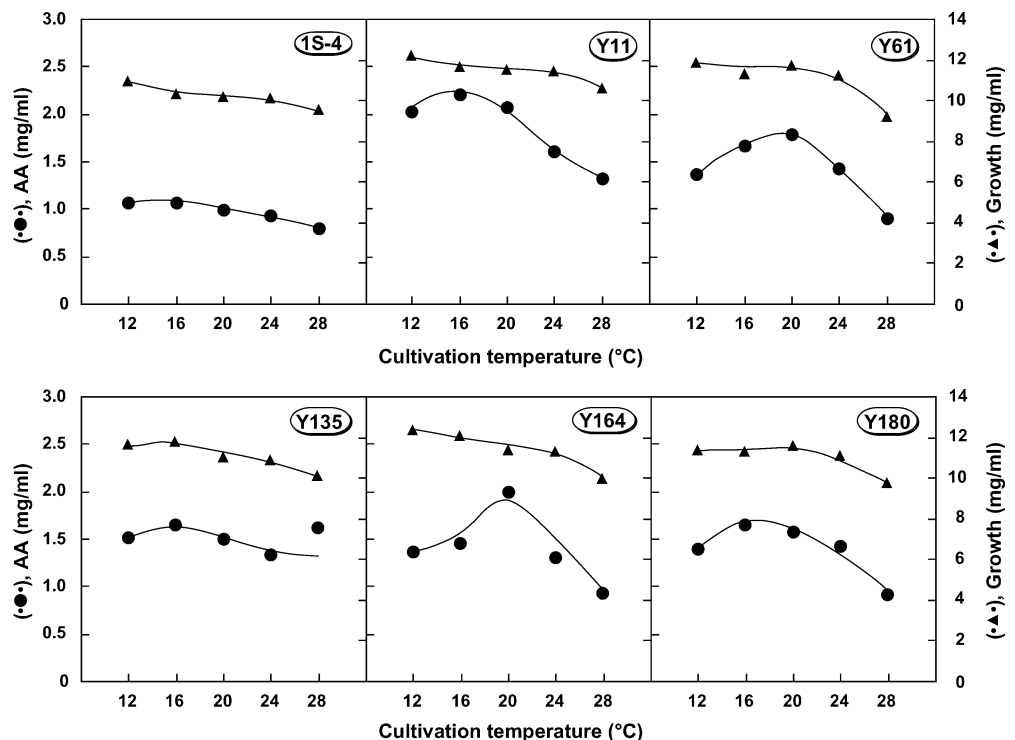 3.0 2.5 2.0 1.5 1.0 0.5 0
(•●•), AA (mg/ml)
1S-4
Y11
Y61
14 12 10 8 6 4 2 0
(•▲•), Growth (mg/ml)
12 16 20 24 28 12 16 20 24 28 12 16 20 24 28
Cultivation temperature (°C)
3.0 2.5 2.0 1.5 1.0 0.5 0
(•●•), AA (mg/ml)
Y135
Y164
Y180
14 12 10 8 6 4 2 0
(•▲•), Growth (mg/ml)
12 16 20 24 28 12 16 20 24 28 12 16 20 24 28
Cultivation temperature (°C)